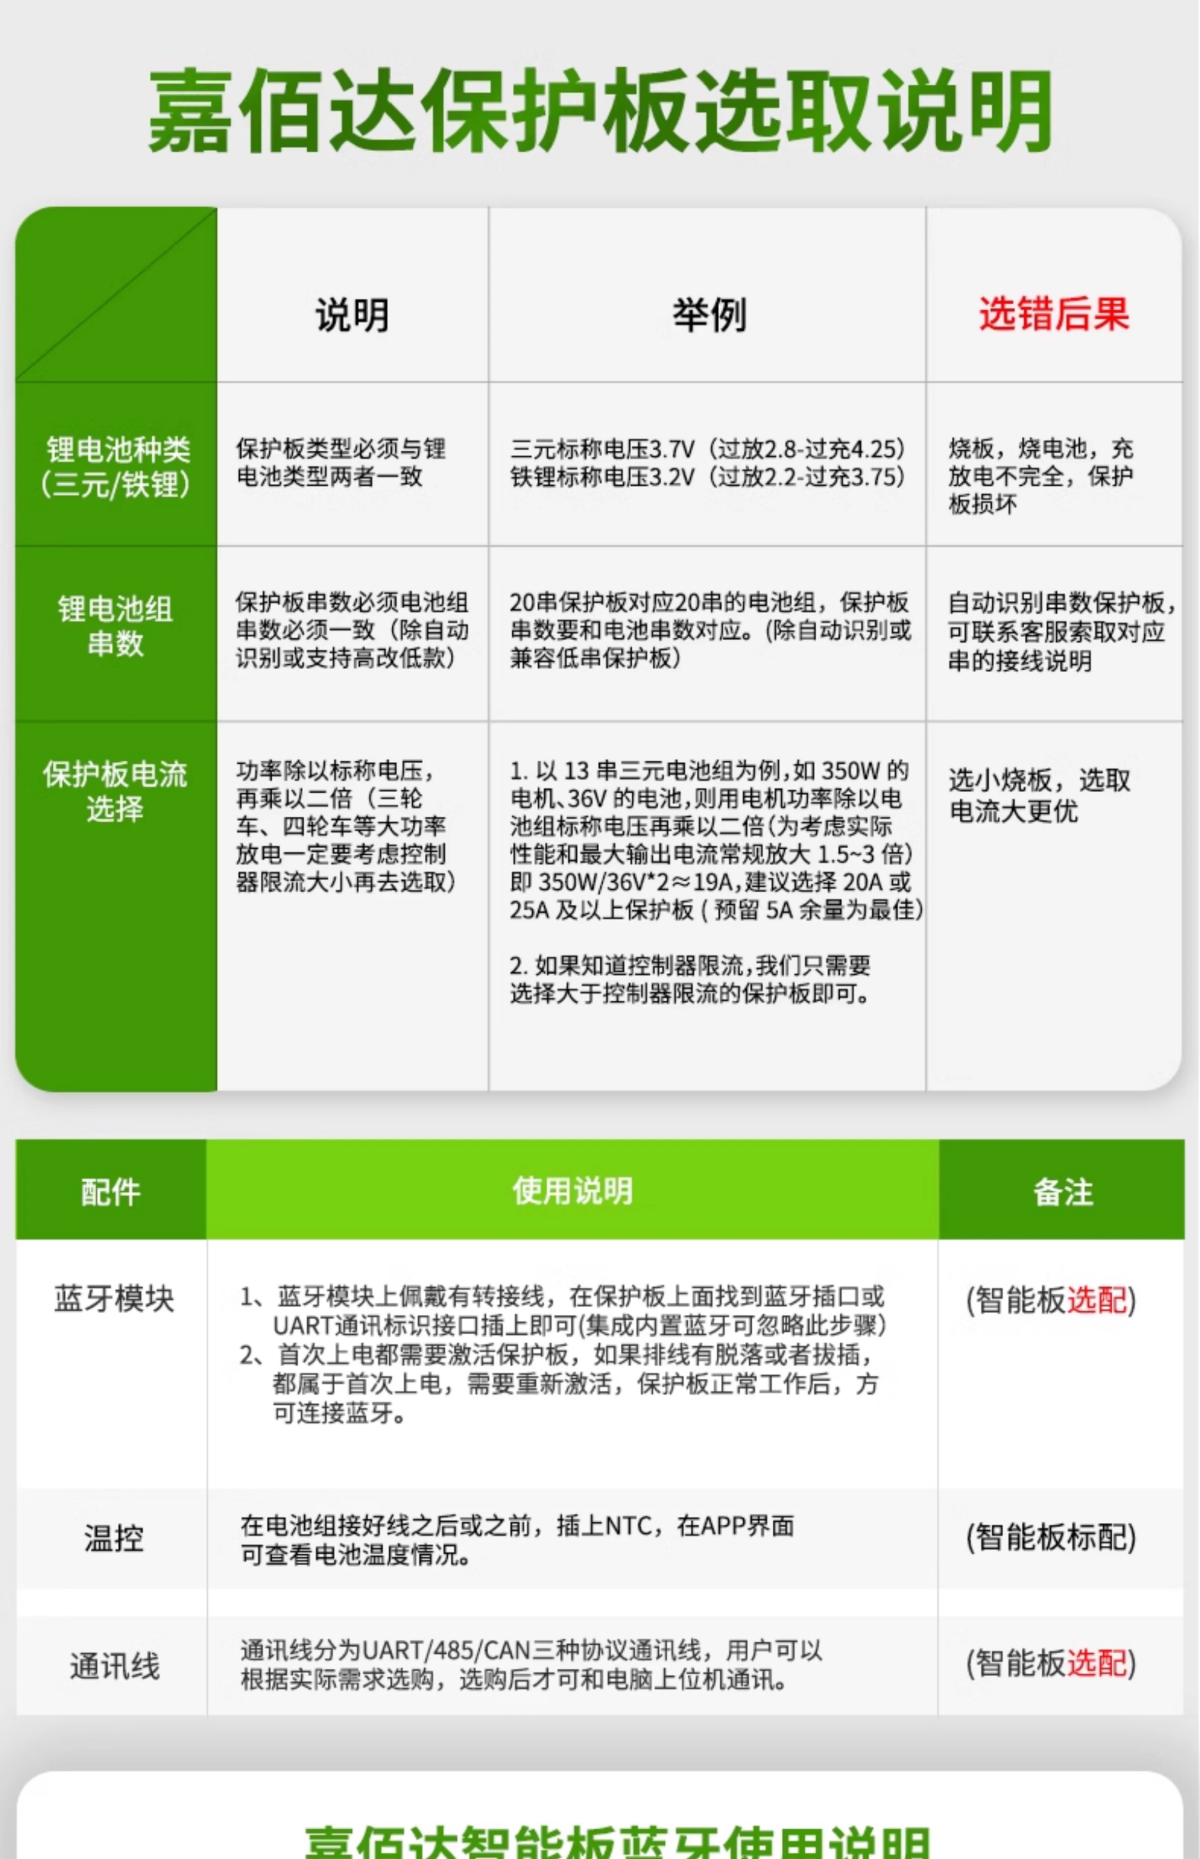 嘉佰达保护板选取说明
说明
举例
选错后果
锂电池种类
（三元/铁锂）
保护板类型必须与锂
电池类型两者一致
三元标称电压3.7V（过放2.8-过充4.25）
铁锂标称电压3.2V（过放2.2-过充3.75）
烧板，烧电池，充
放电不完全，保护
板损坏
锂电池组
串数
保护板串数必须电池组
串数必须一致（除自动
识别或支持高改低款）
20串保护板对应20串的电池组，保护板
串数要和电池串数对应。(除自动识别或
兼容低串保护板）
自动识别串数保护板，
可联系客服索取对应
串的接线说明
保护板电流
选择
功率除以标称电压，
再乘以二倍（三轮
车、四轮车等大功率
放电一定要考虑控制
器限流大小再去选取）
1. 以 13 串三元电池组为例，如 350W 的
电机、36V 的电池，则用电机功率除以电
池组标称电压再乘以二倍（为考虑实际
性能和最大输出电流常规放大 1.5~3 倍）
即 350W/36V*2≈19A，建议选择 20A 或
25A 及以上保护板 ( 预留 5A 余量为最佳）
2. 如果知道控制器限流，我们只需要
选择大于控制器限流的保护板即可。
选小烧板，选取
电流大更优
配件
使用说明
备注
蓝牙模块
1、蓝牙模块上佩戴有转接线，在保护板上面找到蓝牙插口或
UART通讯标识接口插上即可(集成内置蓝牙可忽略此步骤）
2、首次上电都需要激活保护板，如果排线有脱落或者拔插，
都属于首次上电，需要重新激活，保护板正常工作后，方
可连接蓝牙。
(智能板选配)
温控
在电池组接好线之后或之前，插上NTC，在APP界面
可查看电池温度情况。
(智能板标配)
通讯线
通讯线分为UART/485/CAN三种协议通讯线，用户可以
根据实际需求选购，选购后才可和电脑上位机通讯。
(智能板选配)
嘉佰达智能板蓝牙使用说明